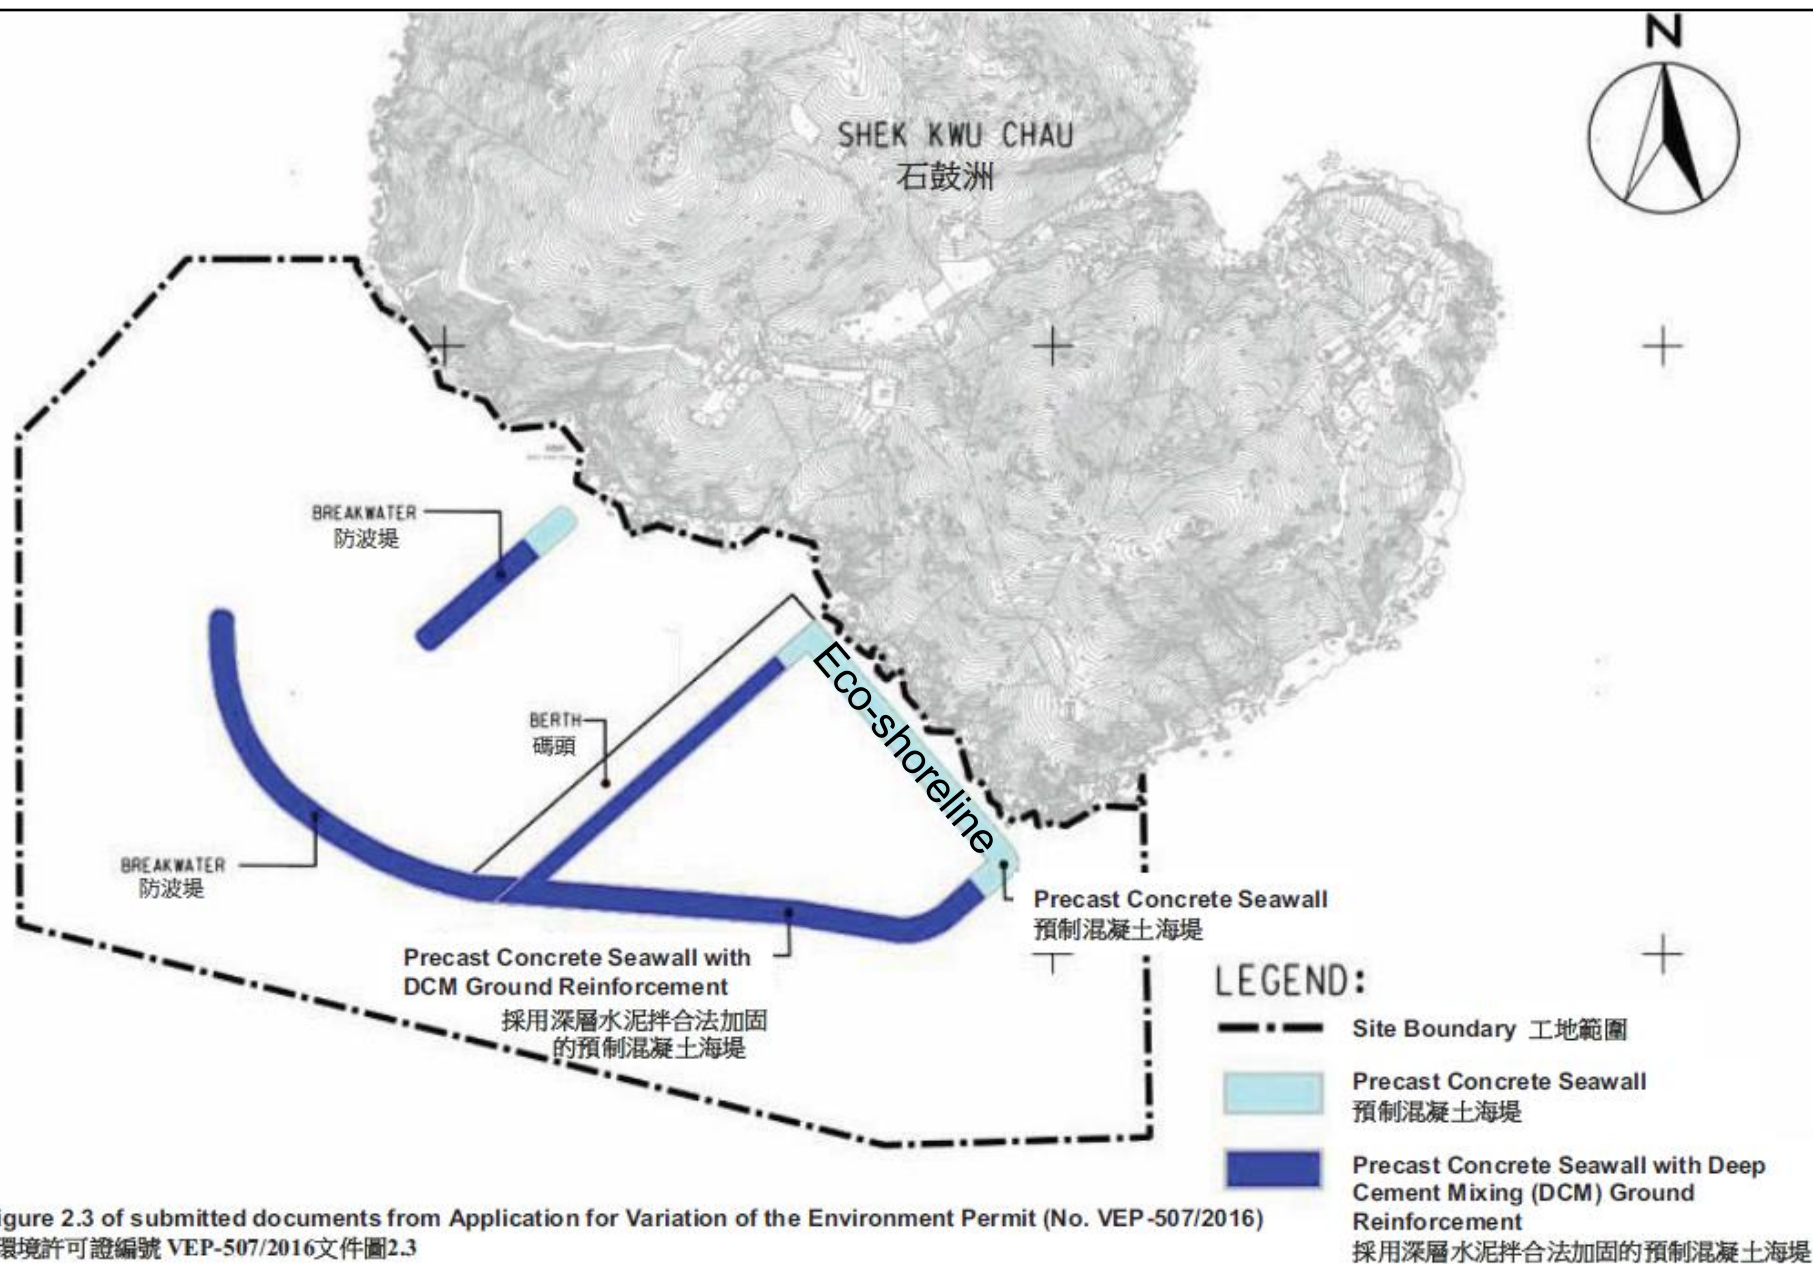 N
SHEK KWU CHAU
石鼓洲
BREAKWATER
防波堤
Eco-shoreline
BERTH
碼頭
BREAKWATER
防波堤
Precast Concrete Seawall
預制混凝土海堤
Precast Concrete Seawall with
DCM Ground Reinforcement
採用深層水泥拌合法加固
的預制混凝土海堤
LEGEND:
Site Boundary 工地範圍
Precast Concrete Seawall
預制混凝土海堤
Precast Concrete Seawall with Deep
Cement Mixing (DCM) Ground
Reinforcement
採用深層水泥拌合法加固的預制混凝土海堤
igure 2.3 of submitted documents from Application for Variation of the Environment Permit (No. VEP-507/2016)
環境許可證編號 VEP-507/2016文件圖2.3